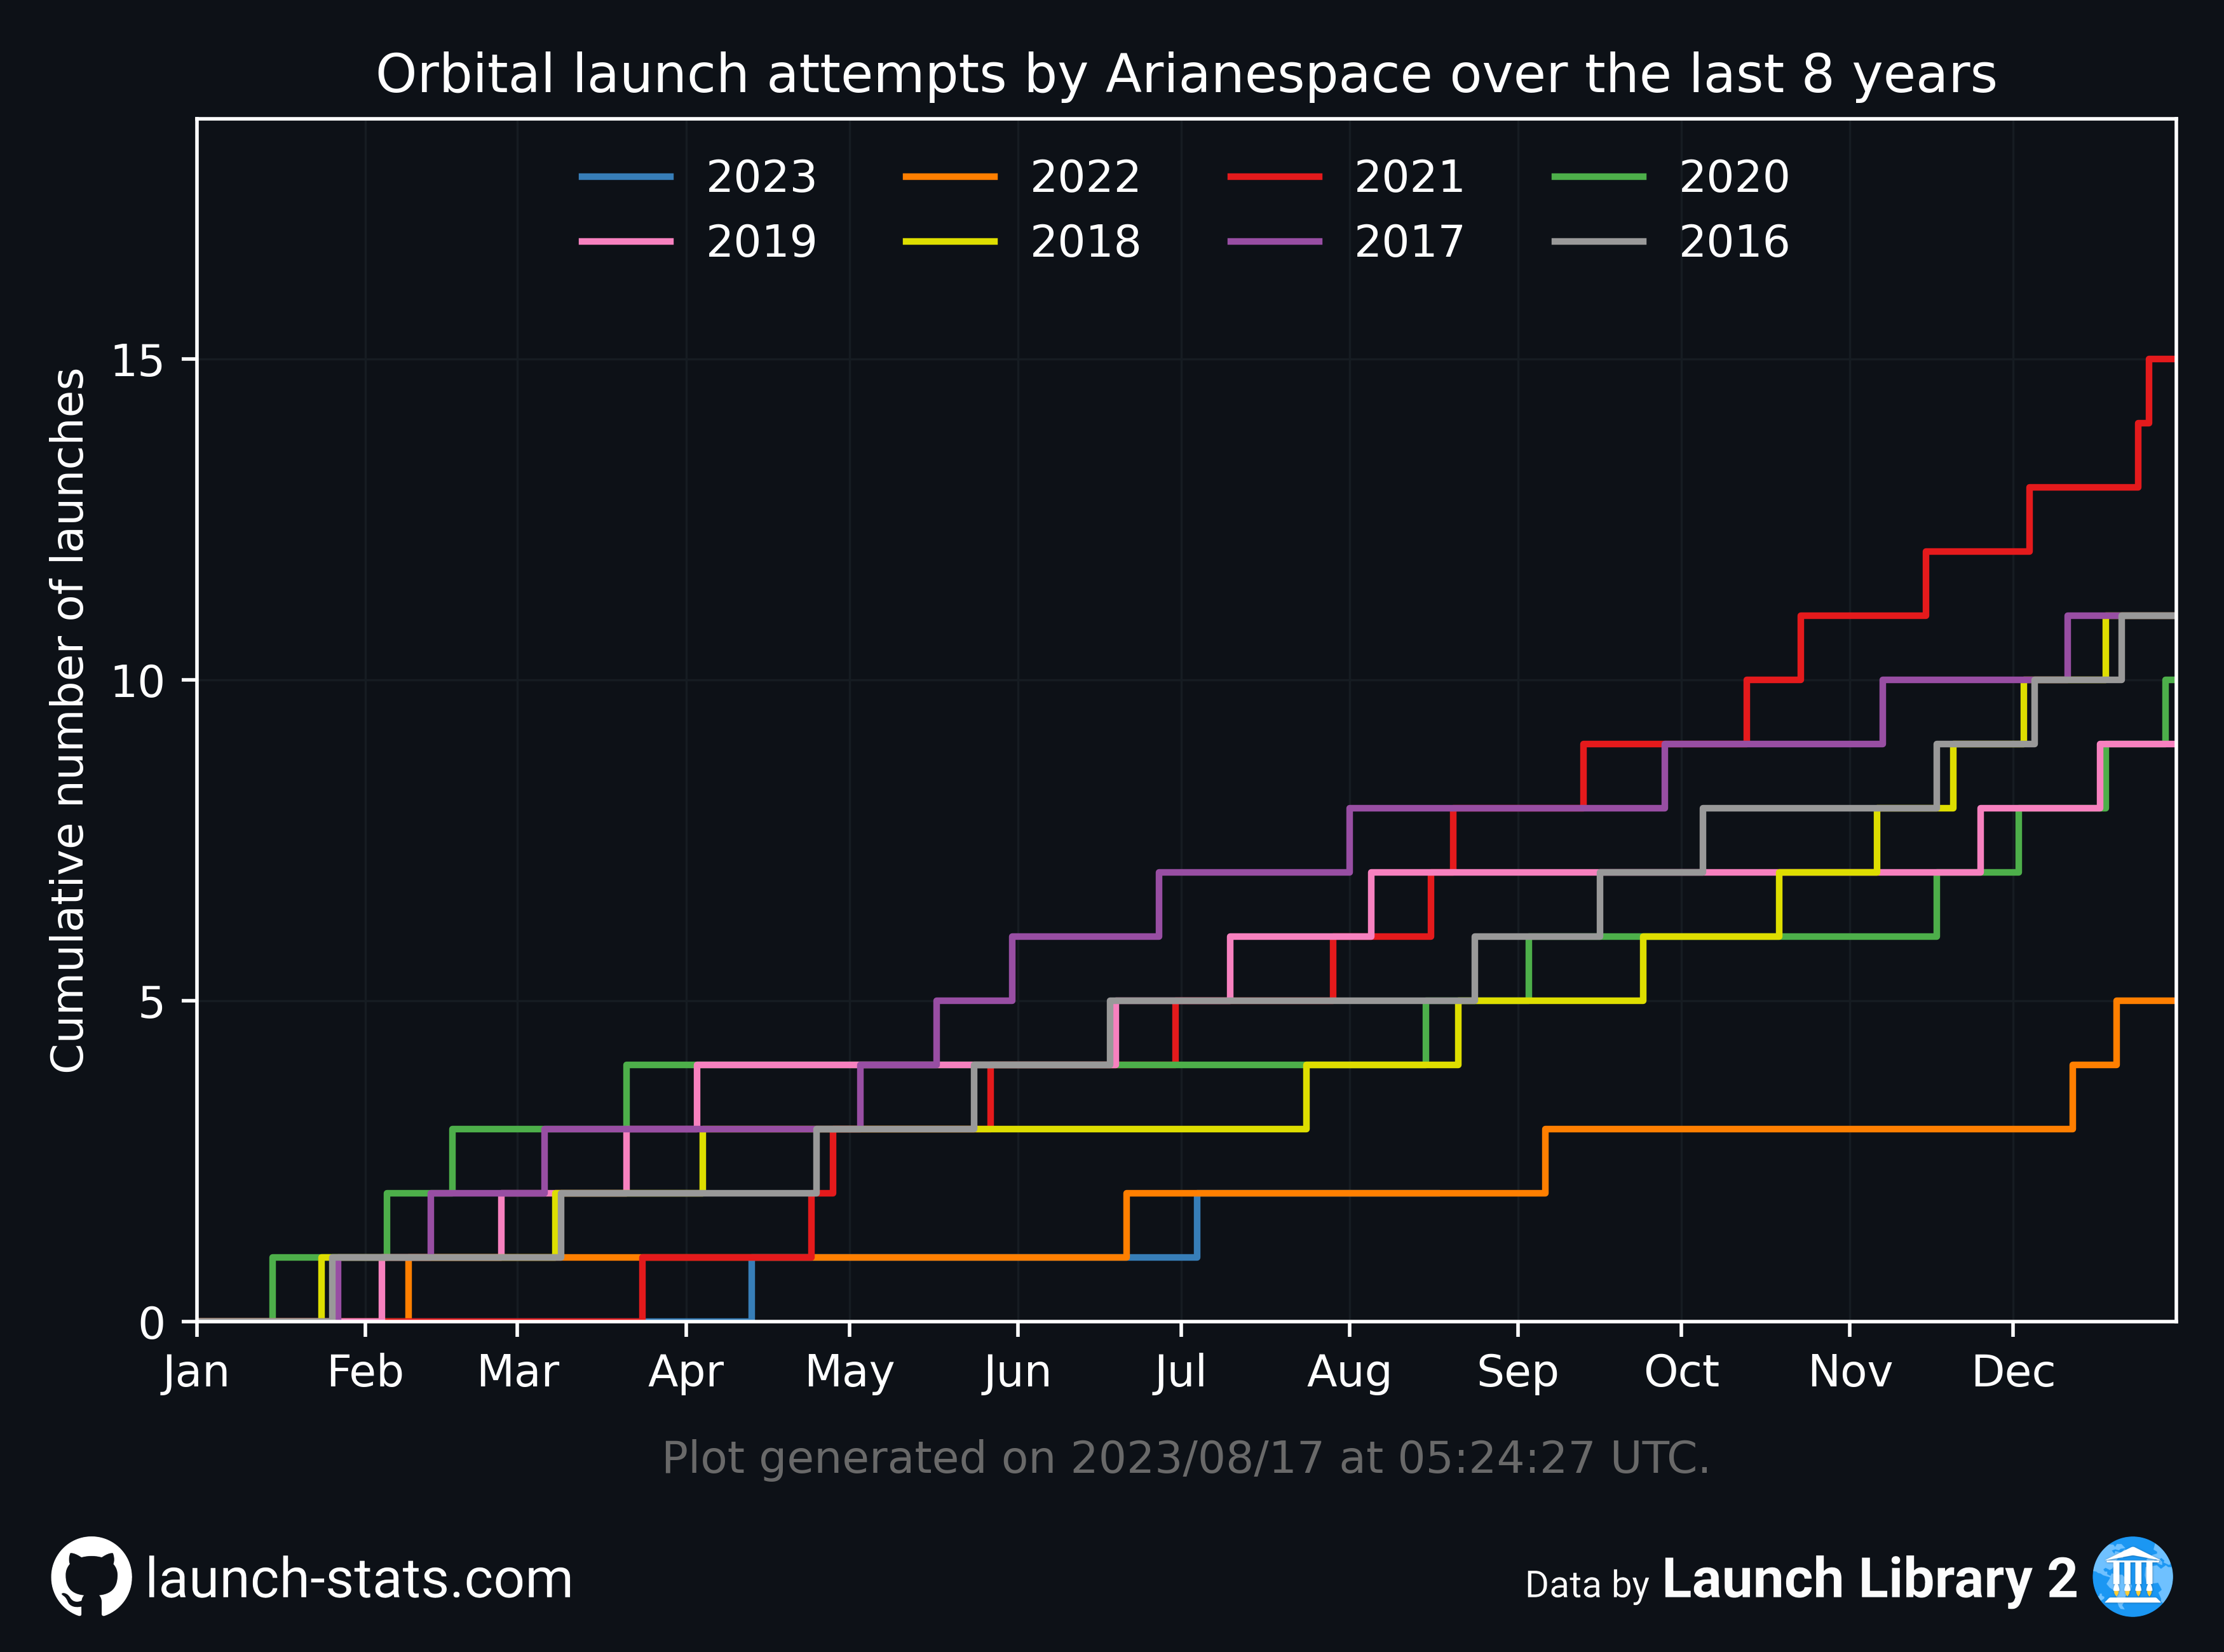 Orbital launch attempts by Arianespace over the last 8 years
2023 2022 2021 2020
2019 2018 2017 2016
Cumulative number of launches
15
10
5
0
Jan Feb Mar Apr May Jun Jul Aug Sep Oct Nov Dec
Plot generated on 2023/08/17 at 05:24:27 UTC.
launch-stats.com
Data by Launch Library 2